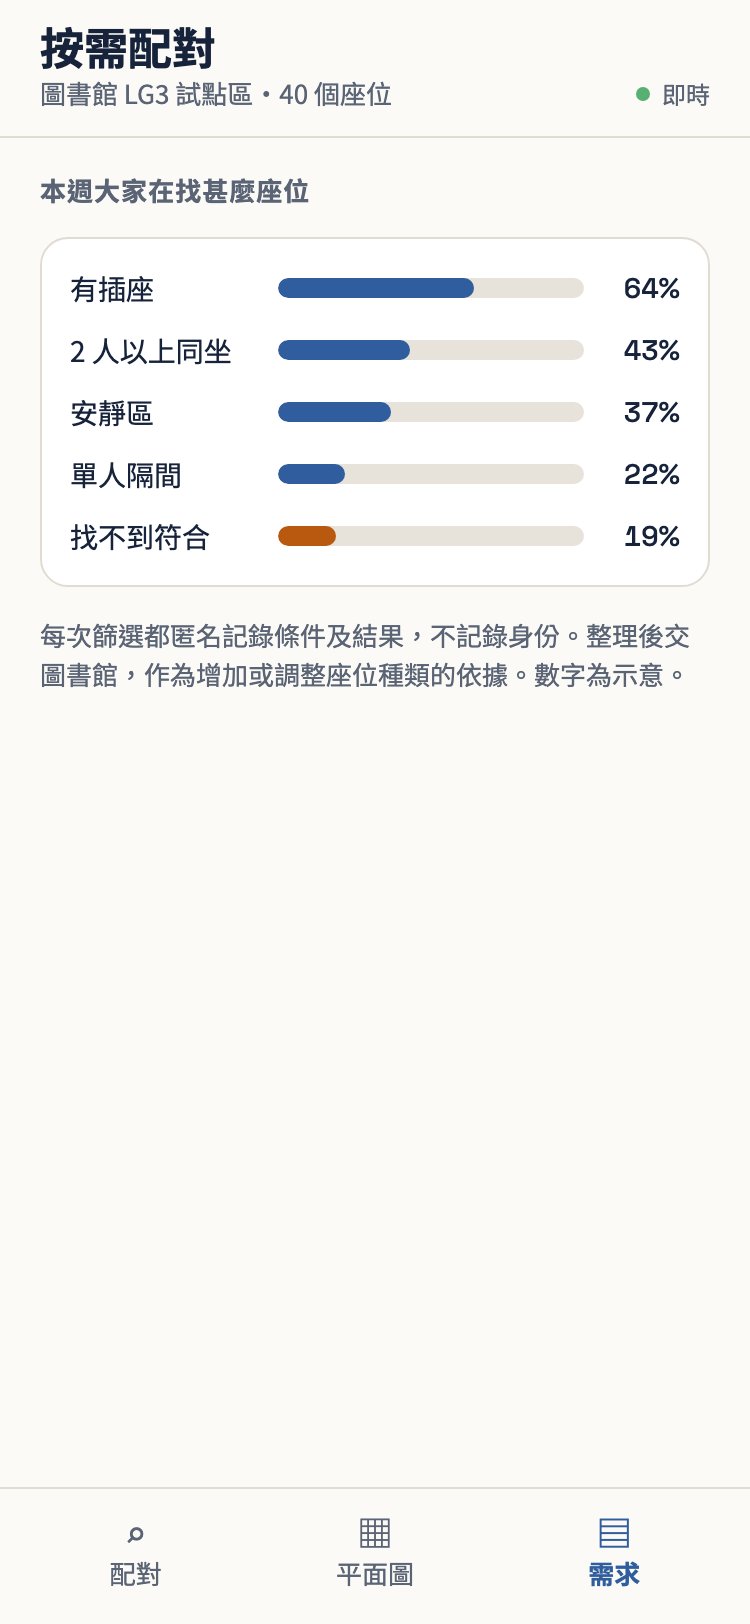 按需配對
圖書館 LG3 試點區・40 個座位
即時
本週大家在找甚麼座位
有插座 64%
2 人以上同坐 43%
安靜區 37%
單人隔間 22%
找不到符合 19%
每次篩選都匿名記錄條件及結果，不記錄身份。整理後交
圖書館，作為增加或調整座位種類的依據。數字為示意。
配對
平面圖
需求